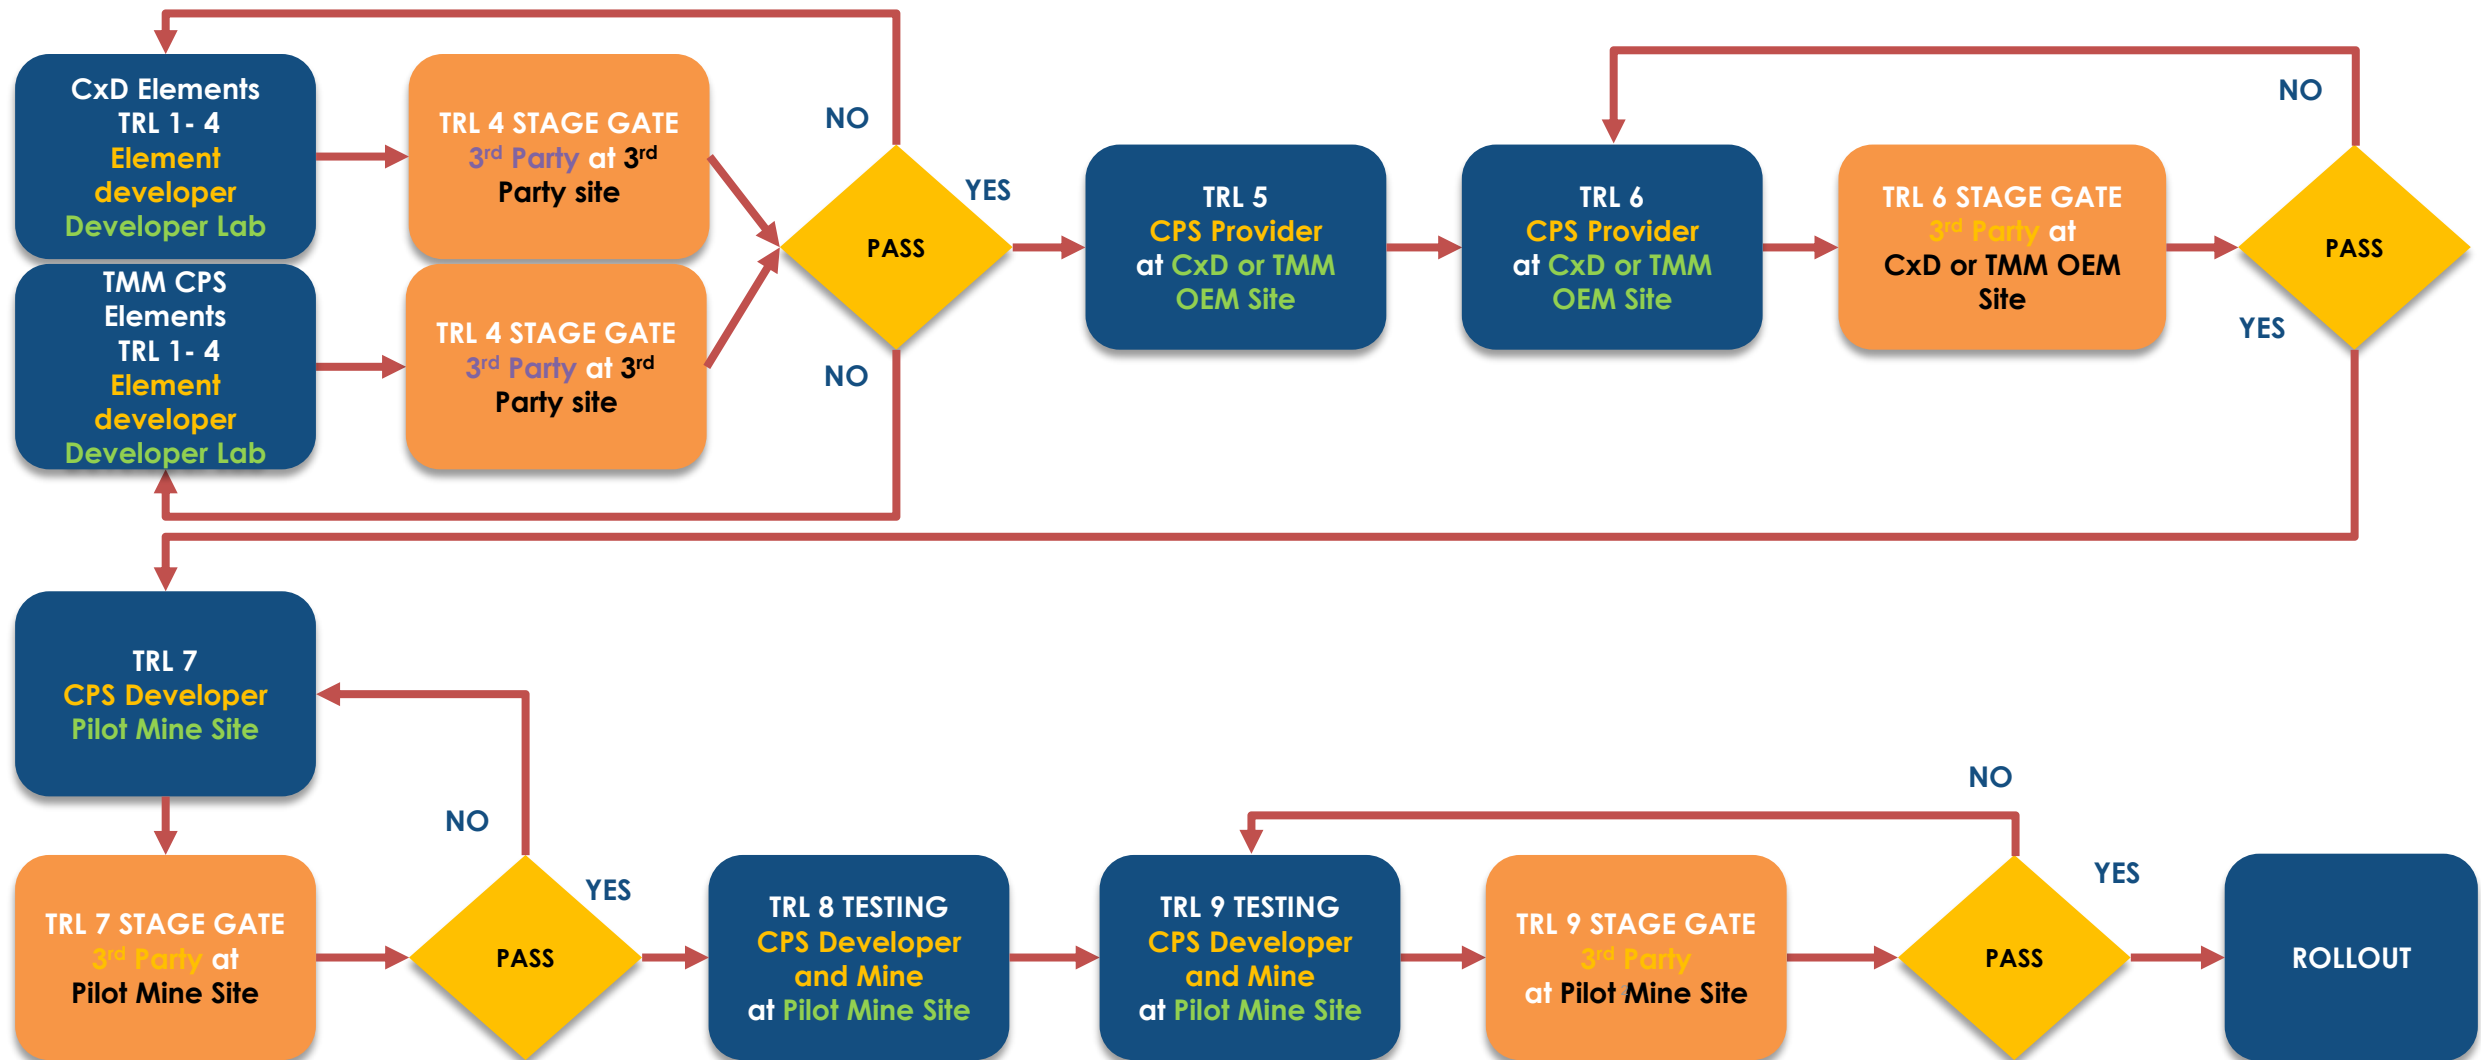 CxD Elements
TRL 1- 4
Element
developer
Developer Lab
TRL 4 STAGE GATE
3rd Party at 3rd
Party site
NO
PASS
YES
TRL 5
CPS Provider
at CxD or TMM
OEM Site
TRL 6
CPS Provider
at CxD or TMM
OEM Site
TRL 6 STAGE GATE
3rd Party at
CxD or TMM OEM
Site
NO
PASS
YES
TMM CPS
Elements
TRL 1- 4
Element
developer
Developer Lab
TRL 4 STAGE GATE
3rd Party at 3rd
Party site
NO
TRL 7
CPS Developer
Pilot Mine Site
TRL 7 STAGE GATE
3rd Party at
Pilot Mine Site
NO
PASS
YES
TRL 8 TESTING
CPS Developer
and Mine
at Pilot Mine Site
TRL 9 TESTING
CPS Developer
and Mine
at Pilot Mine Site
TRL 9 STAGE GATE
3rd Party
at Pilot Mine Site
NO
PASS
YES
ROLLOUT